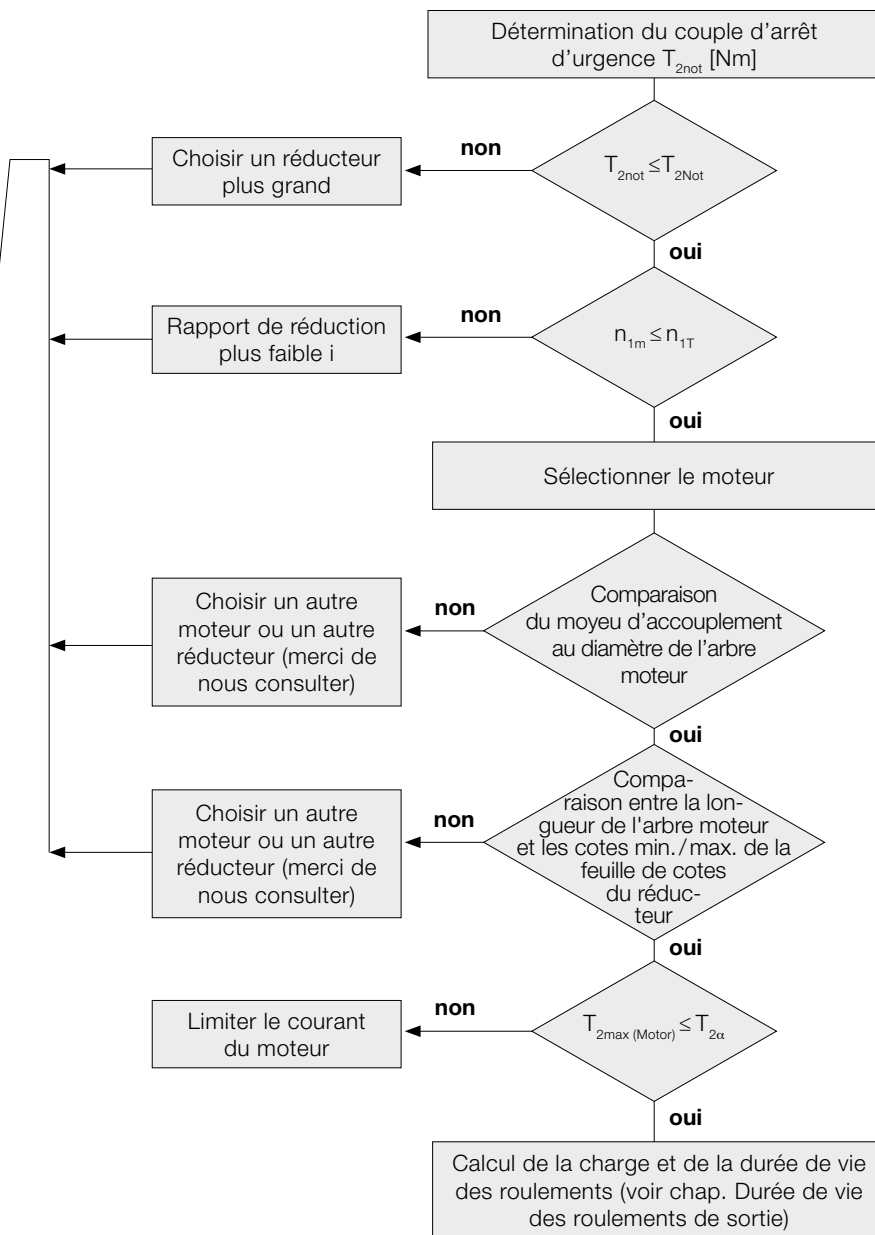 Détermination du couple d'arrêt
d'urgence T2not [Nm]
non
Choisir un réducteur
plus grand
T2not ≤ T2Not
oui
non
Rapport de réduction
plus faible i
n1m ≤ n1T
oui
Sélectionner le moteur
Choisir un autre
moteur ou un autre
réducteur (merci de
nous consulter)
non
Comparaison
du moyeu d'accouplement
au diamètre de l'arbre
moteur
oui
Choisir un autre
moteur ou un autre
réducteur (merci de
nous consulter)
non
Compa-
raison entre la lon-
gueur de l'arbre moteur
et les cotes min./max. de la
feuille de cotes
du réduc-
teur
oui
non
Limiter le courant
du moteur
T2max (Motor) ≤ T2α
oui
Calcul de la charge et de la durée de vie
des roulements (voir chap. Durée de vie
des roulements de sortie)